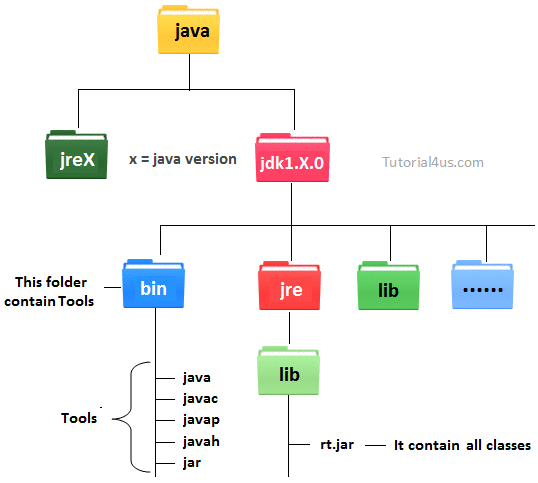 java
jreX
x = java version
jdk1.X.0
Tutorial4us.com
This folder
contain Tools
bin
jre
lib
......
lib
Tools
java
javac
javap
javah
jar
rt.jar
It contain all classes